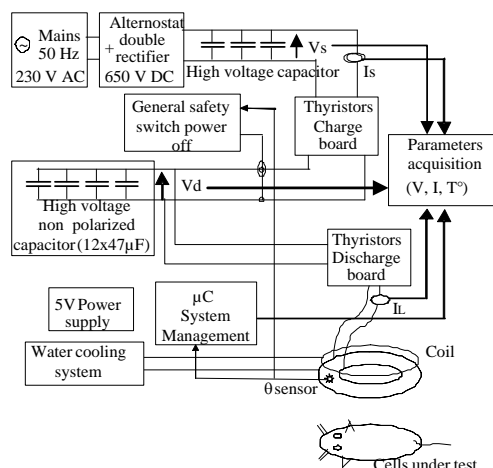 Mains
50 Hz
230 V AC
Alternostat
double
+ rectifier
650 V DC
Vs
Is
High voltage capacitor
General safety
switch power
off
Thyristors
Charge
board
Parameters
acquisition
(V, I, T°)
Vd
High voltage
non polarized
capacitor (12x47µF)
Thyristors
Discharge
board
5V Power
supply
µC
System
Management
IL
Water cooling
system
Coil
θ sensor
Cells under test